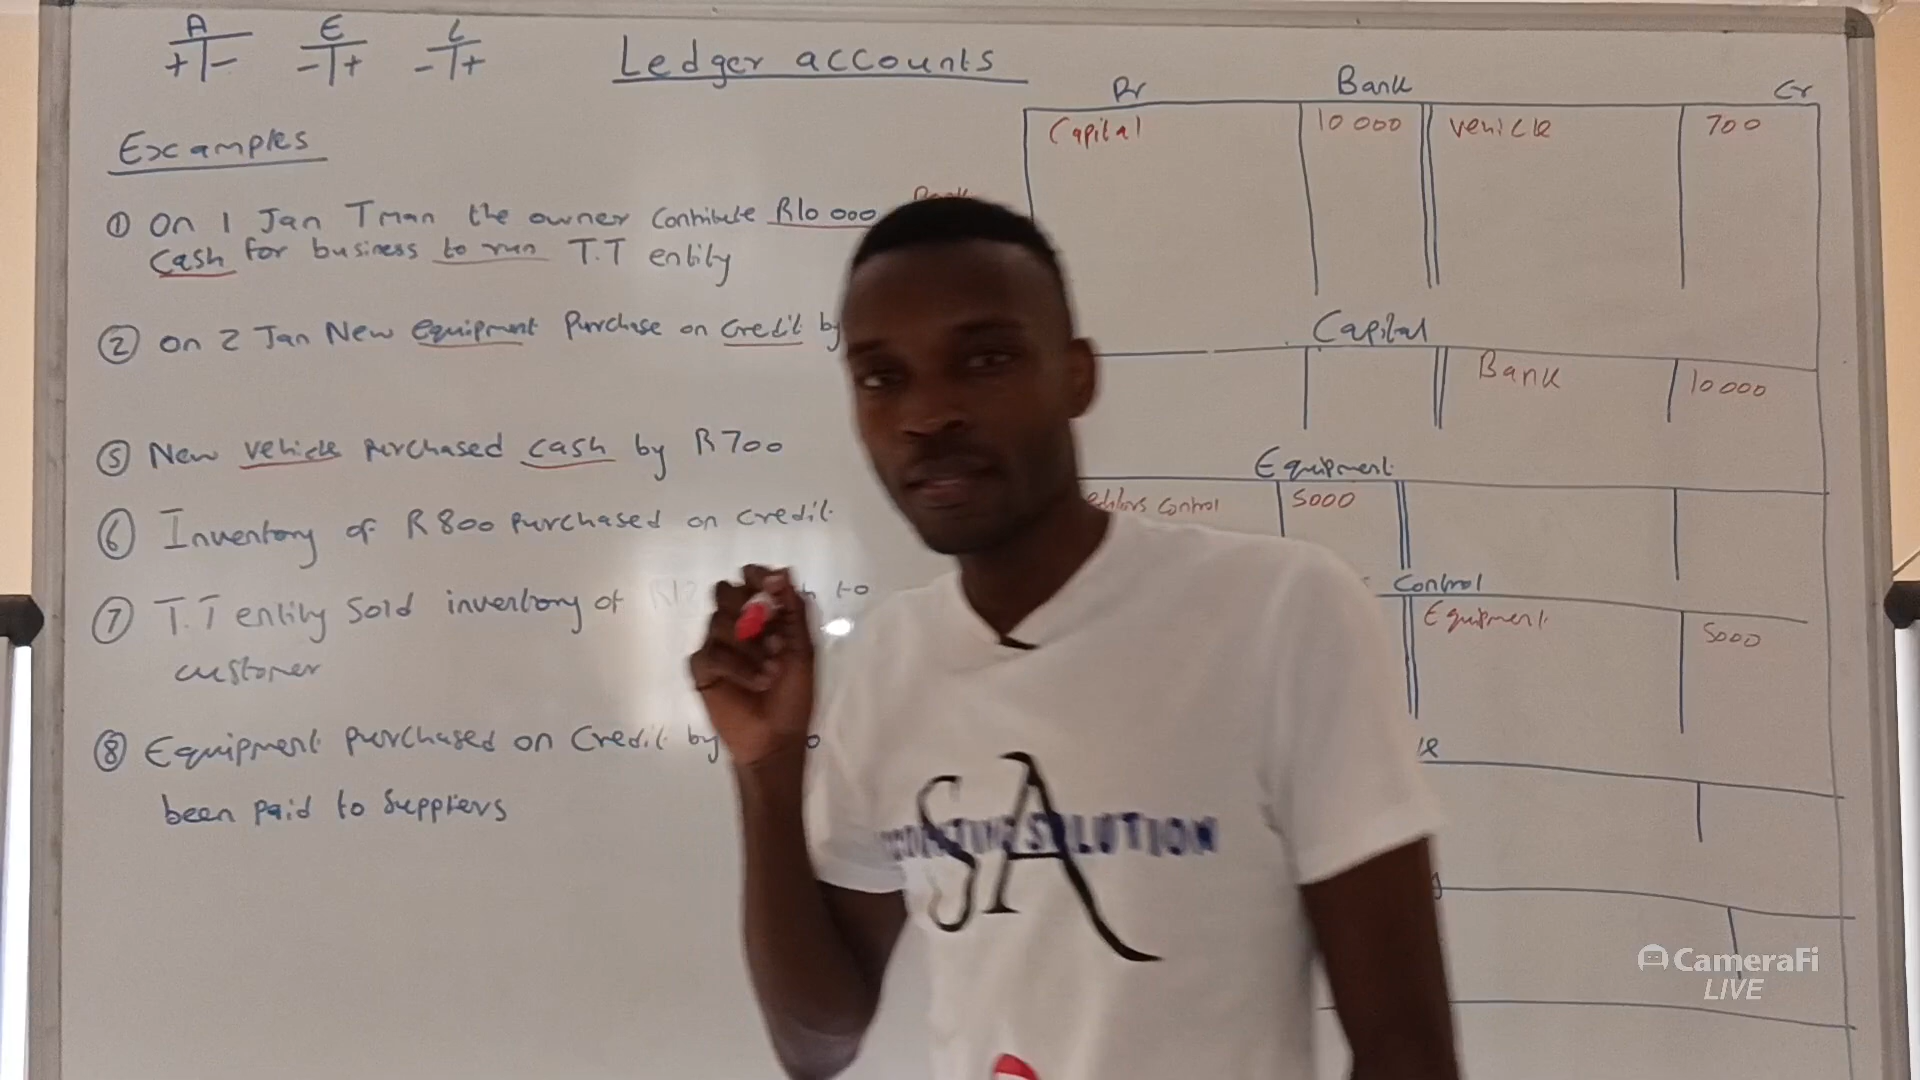 A E L
+ - - + - +
Ledger accounts
Examples
① On 1 Jan Tman the owner Contribute R10 000
Cash for business to run T.T entity
② on 2 Jan New equipment Purchase on credit by
⑤ New vehicle purchased cash by R700
⑥ Inventory of R800 purchased on credit
⑦ T.T entity Sold inventory of to
customer
⑧ Equipment purchased on Credit by
been paid to Suppliers
Dr Bank Cr
Capital 10 000 vehicle 700
Capital
Bank 10 000
Equipment
Control 5000
Control
Equipment 5000
SA
SOLUTION
CameraFi
LIVE